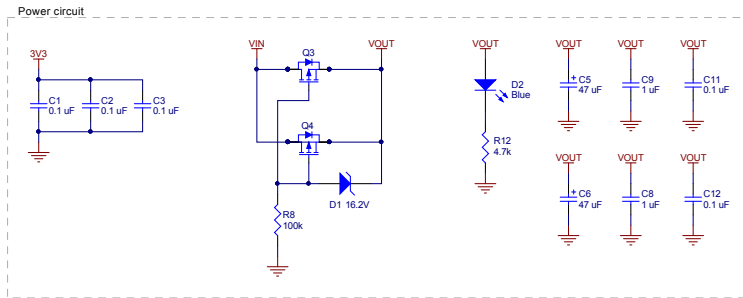 Power circuit
3V3
C1
0.1 uF
C2
0.1 uF
C3
0.1 uF
VIN
Q3
VOUT
Q4
D1 16.2V
R8
100k
VOUT
D2
Blue
R12
4.7k
VOUT
+
C5
47 uF
VOUT
C9
1 uF
VOUT
C11
0.1 uF
VOUT
+
C6
47 uF
VOUT
C8
1 uF
VOUT
C12
0.1 uF